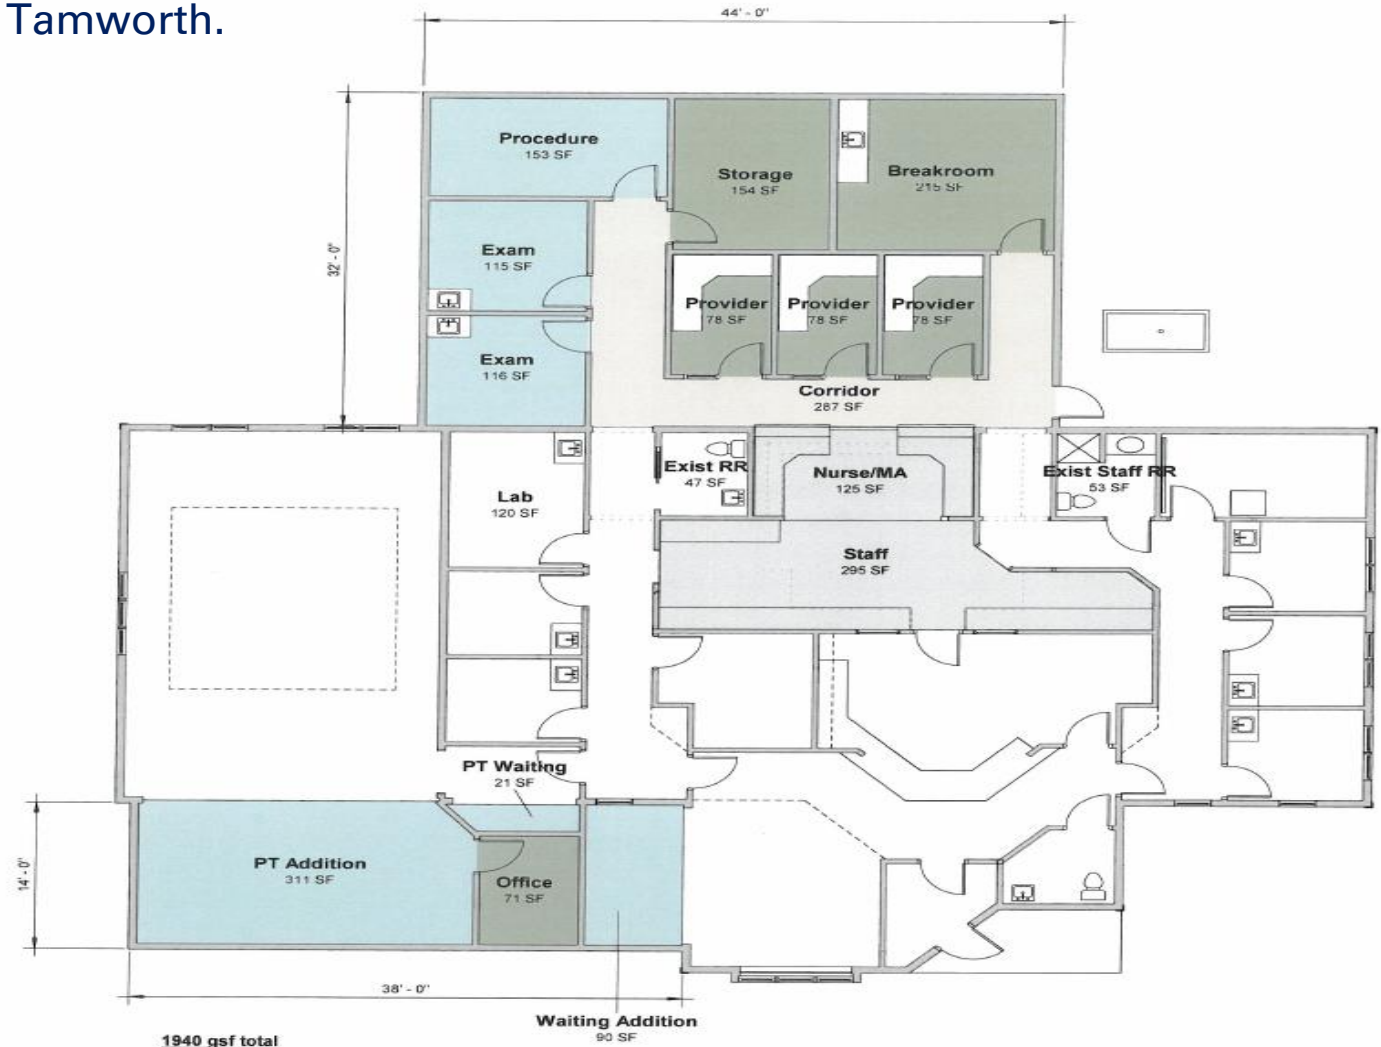 Tamworth.
44' - 0"
32' - 0"
Procedure
153 SF
Storage
154 SF
Breakroom
215 SF
Exam
115 SF
Provider
78 SF
Provider
78 SF
Provider
78 SF
Exam
116 SF
Corridor
287 SF
Lab
120 SF
Exist RR
47 SF
Nurse/MA
125 SF
Exist Staff RR
53 SF
Staff
295 SF
PT Waiting
21 SF
14' - 0"
PT Addition
311 SF
Office
71 SF
38' - 0"
Waiting Addition
90 SF
1940 gsf total